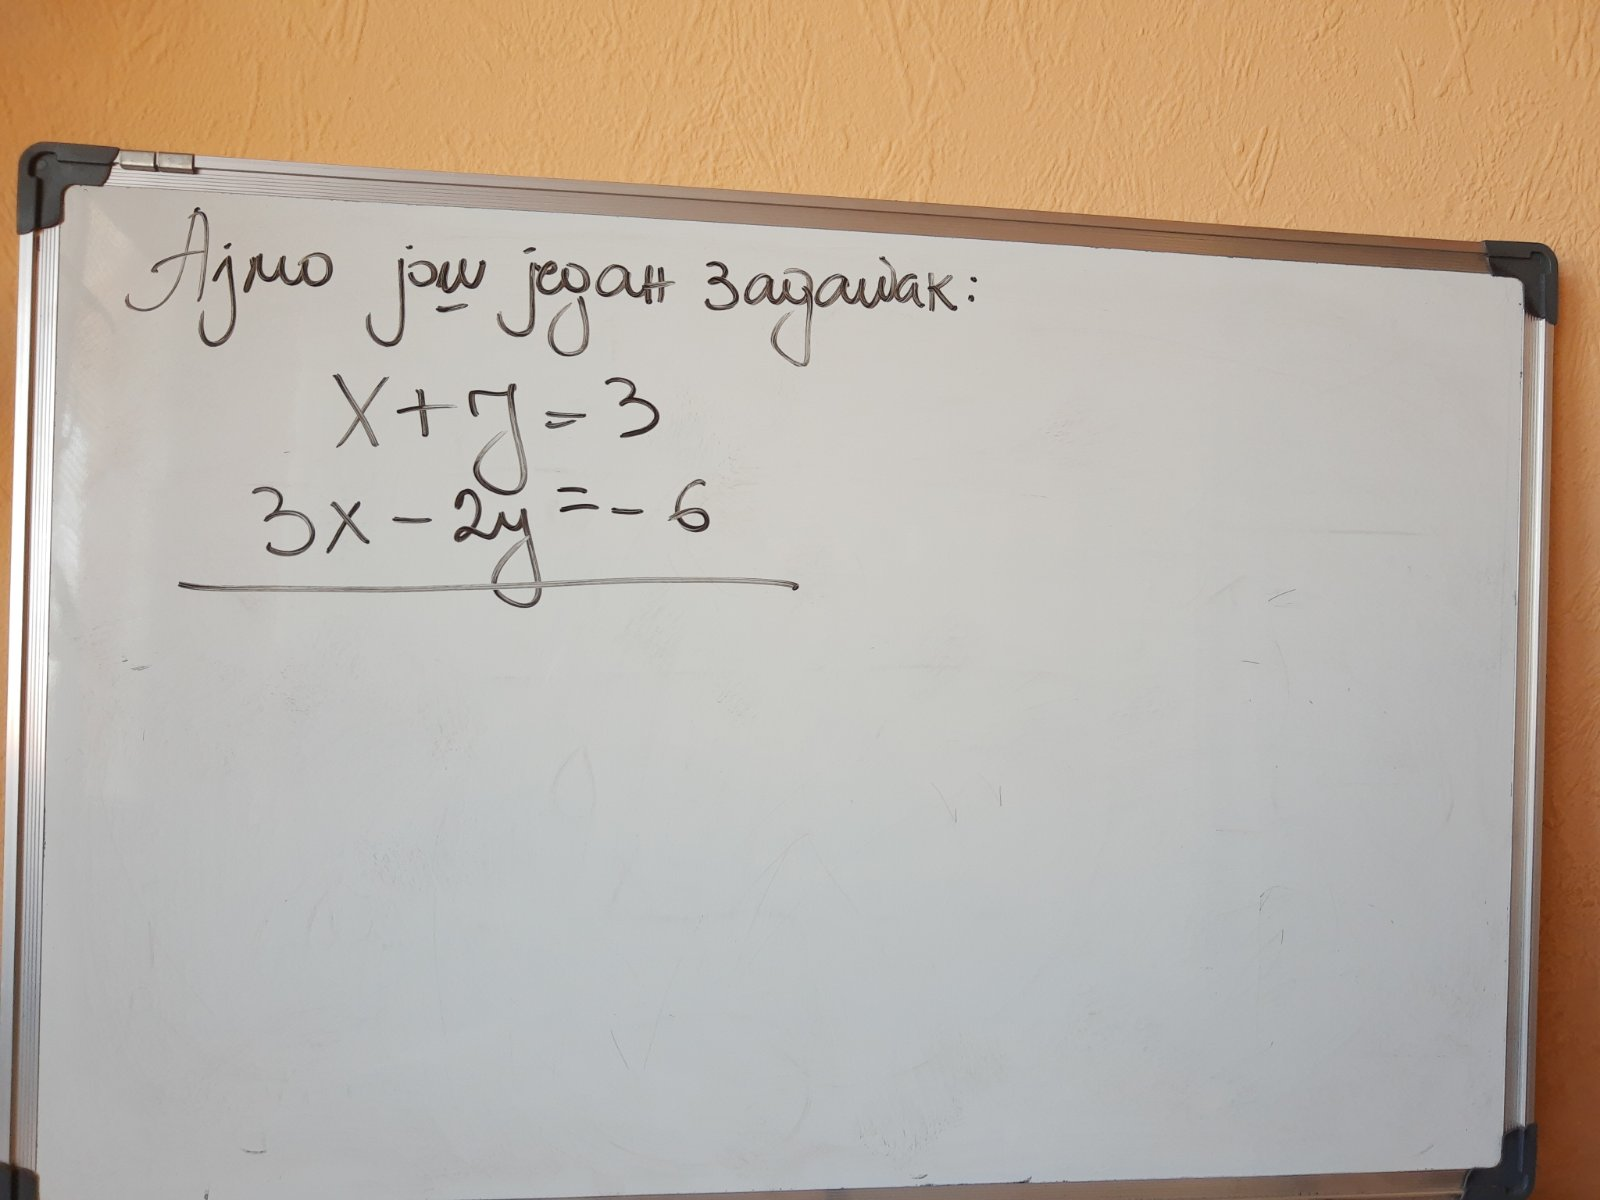 Ајмо још један задатак:
x + y = 3
3x - 2y = - 6